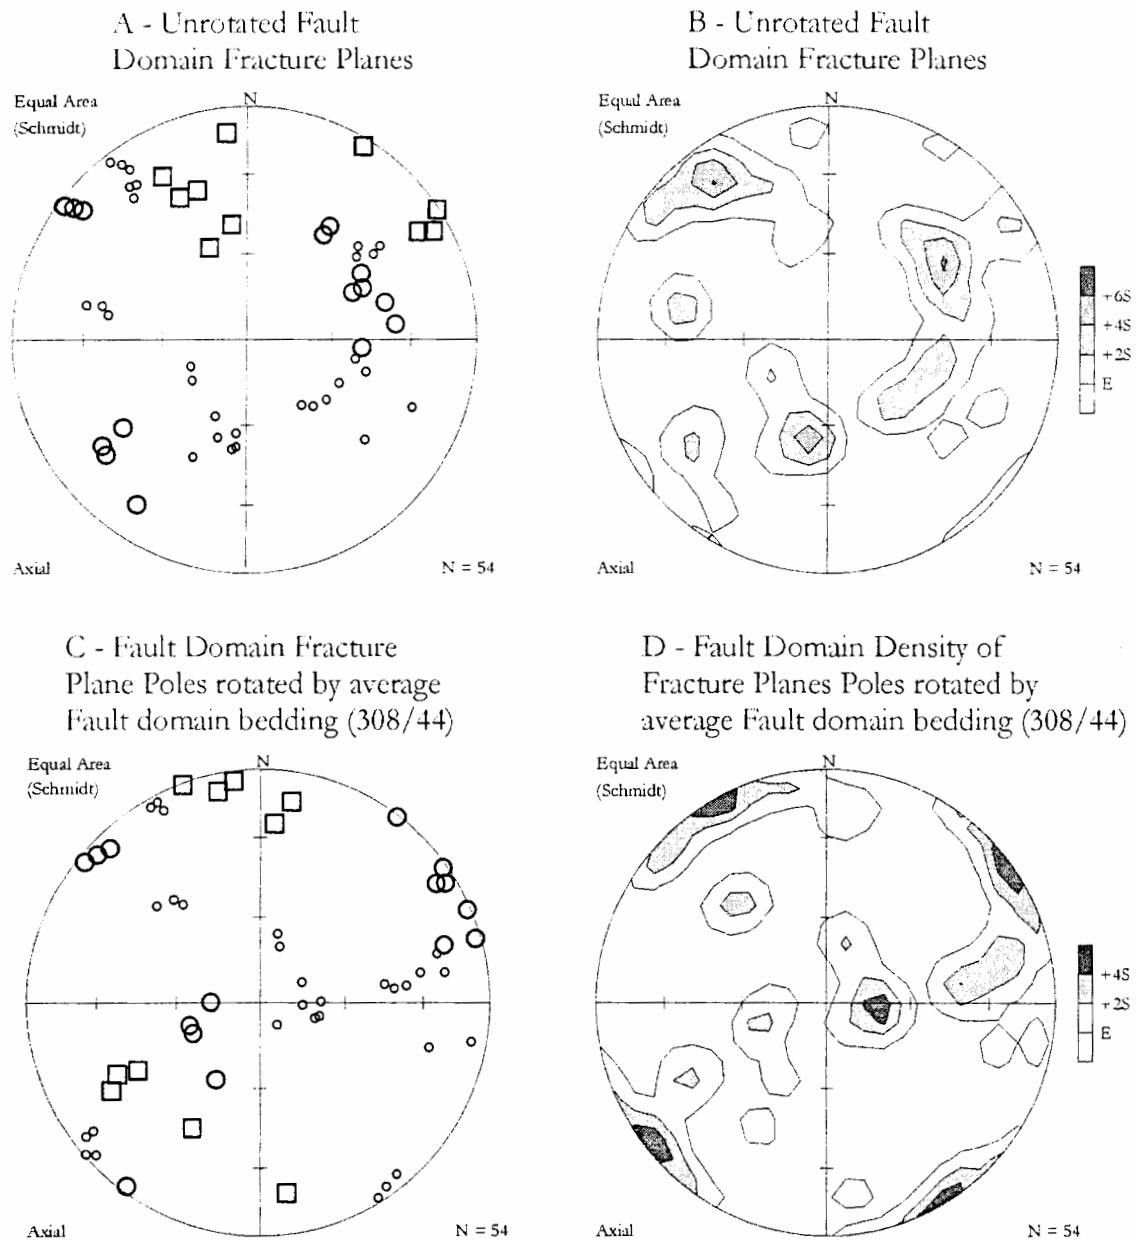 A - Unrotated Fault
Domain Fracture Planes
Equal Area
(Schmidt)
N
Axial
N = 54
B - Unrotated Fault
Domain Fracture Planes
Equal Area
(Schmidt)
N
+6S
+4S
+2S
E
Axial
N = 54
C - Fault Domain Fracture
Plane Poles rotated by average
Fault domain bedding (308/44)
Equal Area
(Schmidt)
N
Axial
N = 54
D - Fault Domain Density of
Fracture Planes Poles rotated by
average Fault domain bedding (308/44)
Equal Area
(Schmidt)
N
+4S
+2S
E
Axial
N = 54